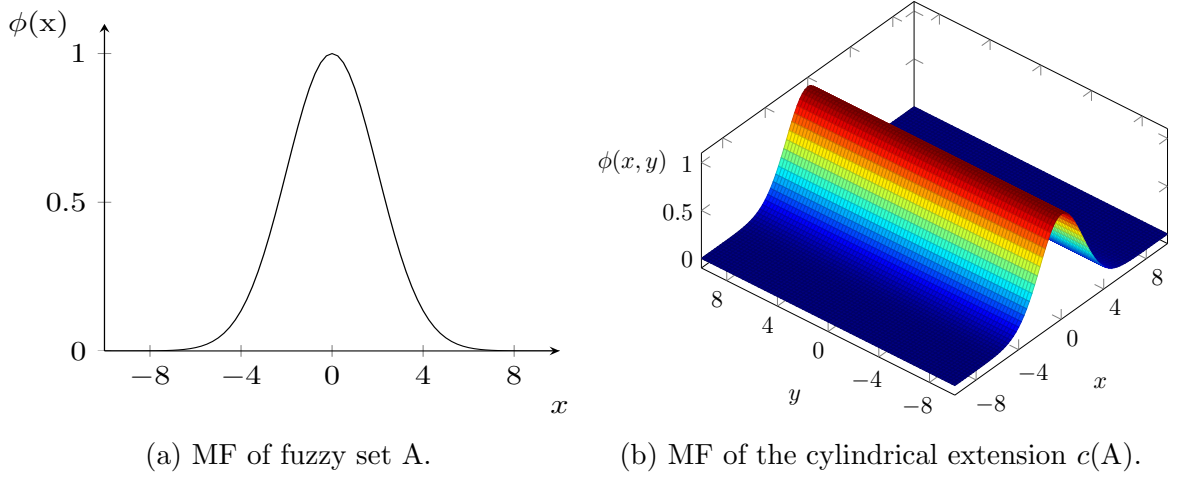 ϕ(x)
1
0.5
0
−8 −4 0 4 8
x
(a) MF of fuzzy set A.
ϕ(x, y)
1
0.5
0
8 4 0 −4 −8
y
−8 −4 0 4 8
x
(b) MF of the cylindrical extension c(A).